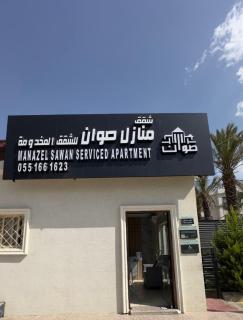 شقق
منازل صوان للشقق المخدومة
MANAZEL SAWAN SERVICED APARTMENT
055 166 1623
صوان